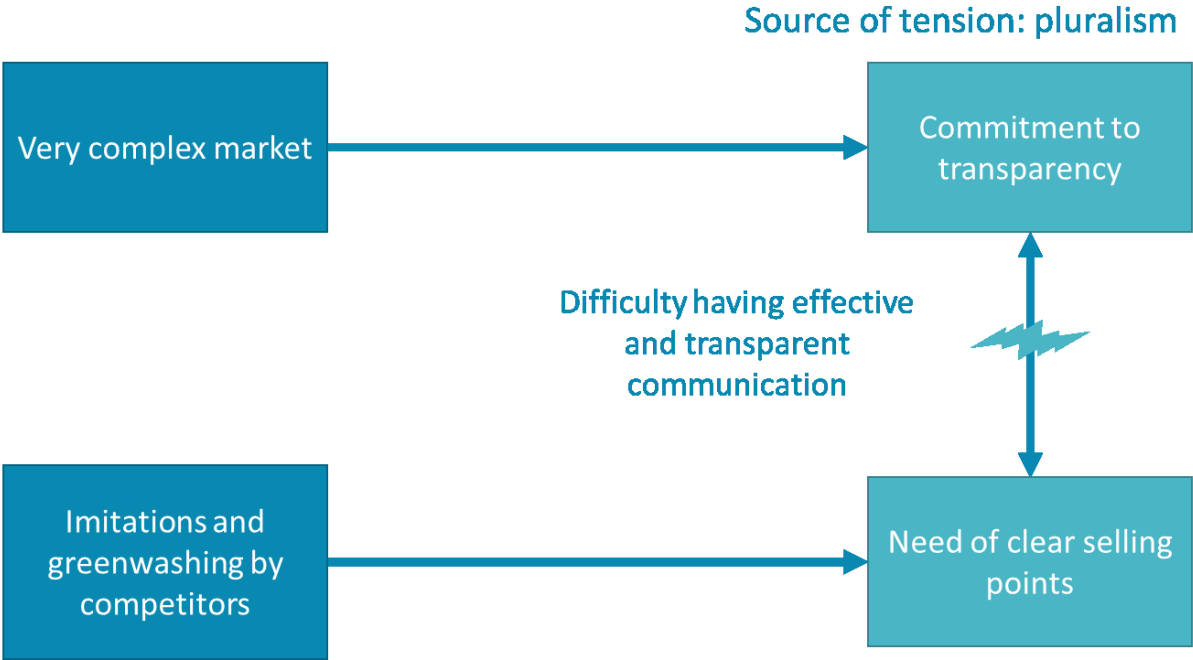 Source of tension: pluralism
Very complex market
Commitment to
transparency
Difficulty having effective
and transparent
communication
Imitations and
greenwashing by
competitors
Need of clear selling
points